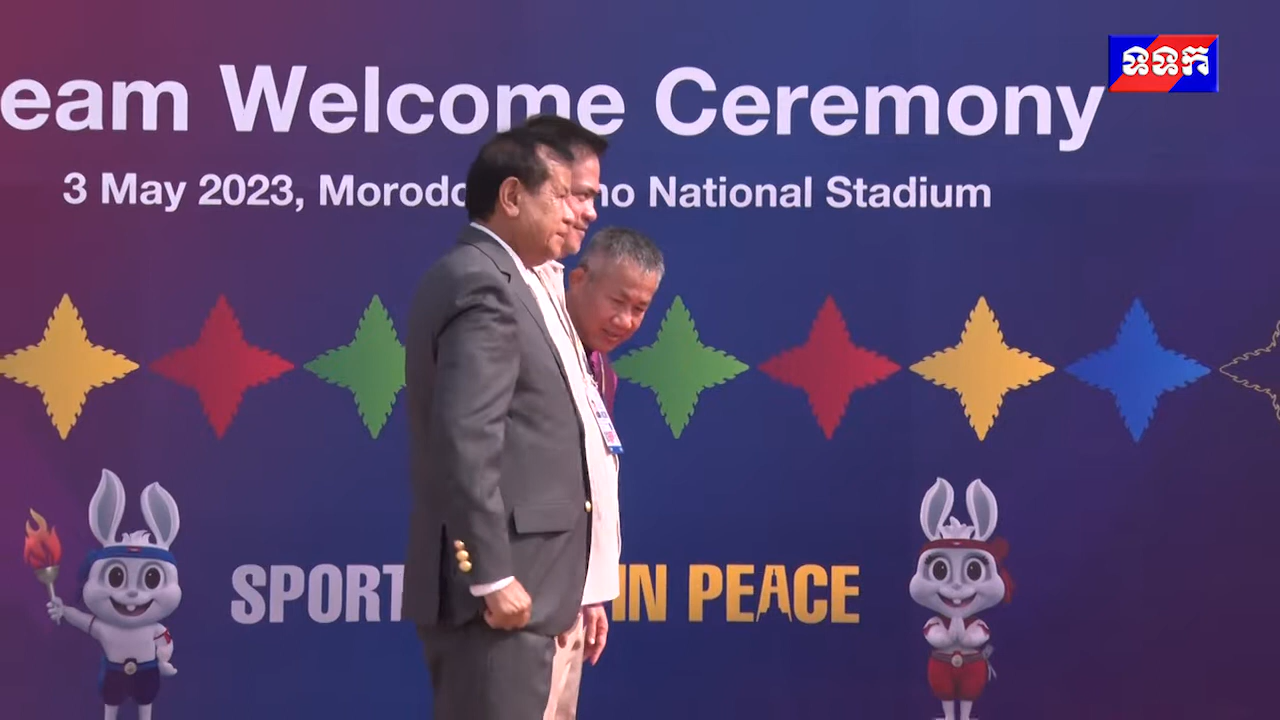 eam Welcome Ceremony
ទទក
3 May 2023, Morodo no National Stadium
SPORT IN PEACE